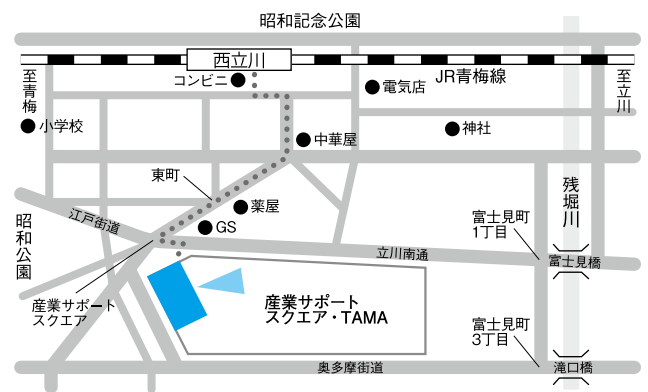 昭和記念公園
西立川
コンビニ
電気店
JR青梅線
至青梅
至立川
小学校
中華屋
神社
東町
薬屋
GS
江戸街道
昭和公園
残堀川
富士見町
1丁目
立川南通
富士見橋
産業サポート
スクエア
産業サポート
スクエア・TAMA
富士見町
3丁目
奥多摩街道
滝口橋